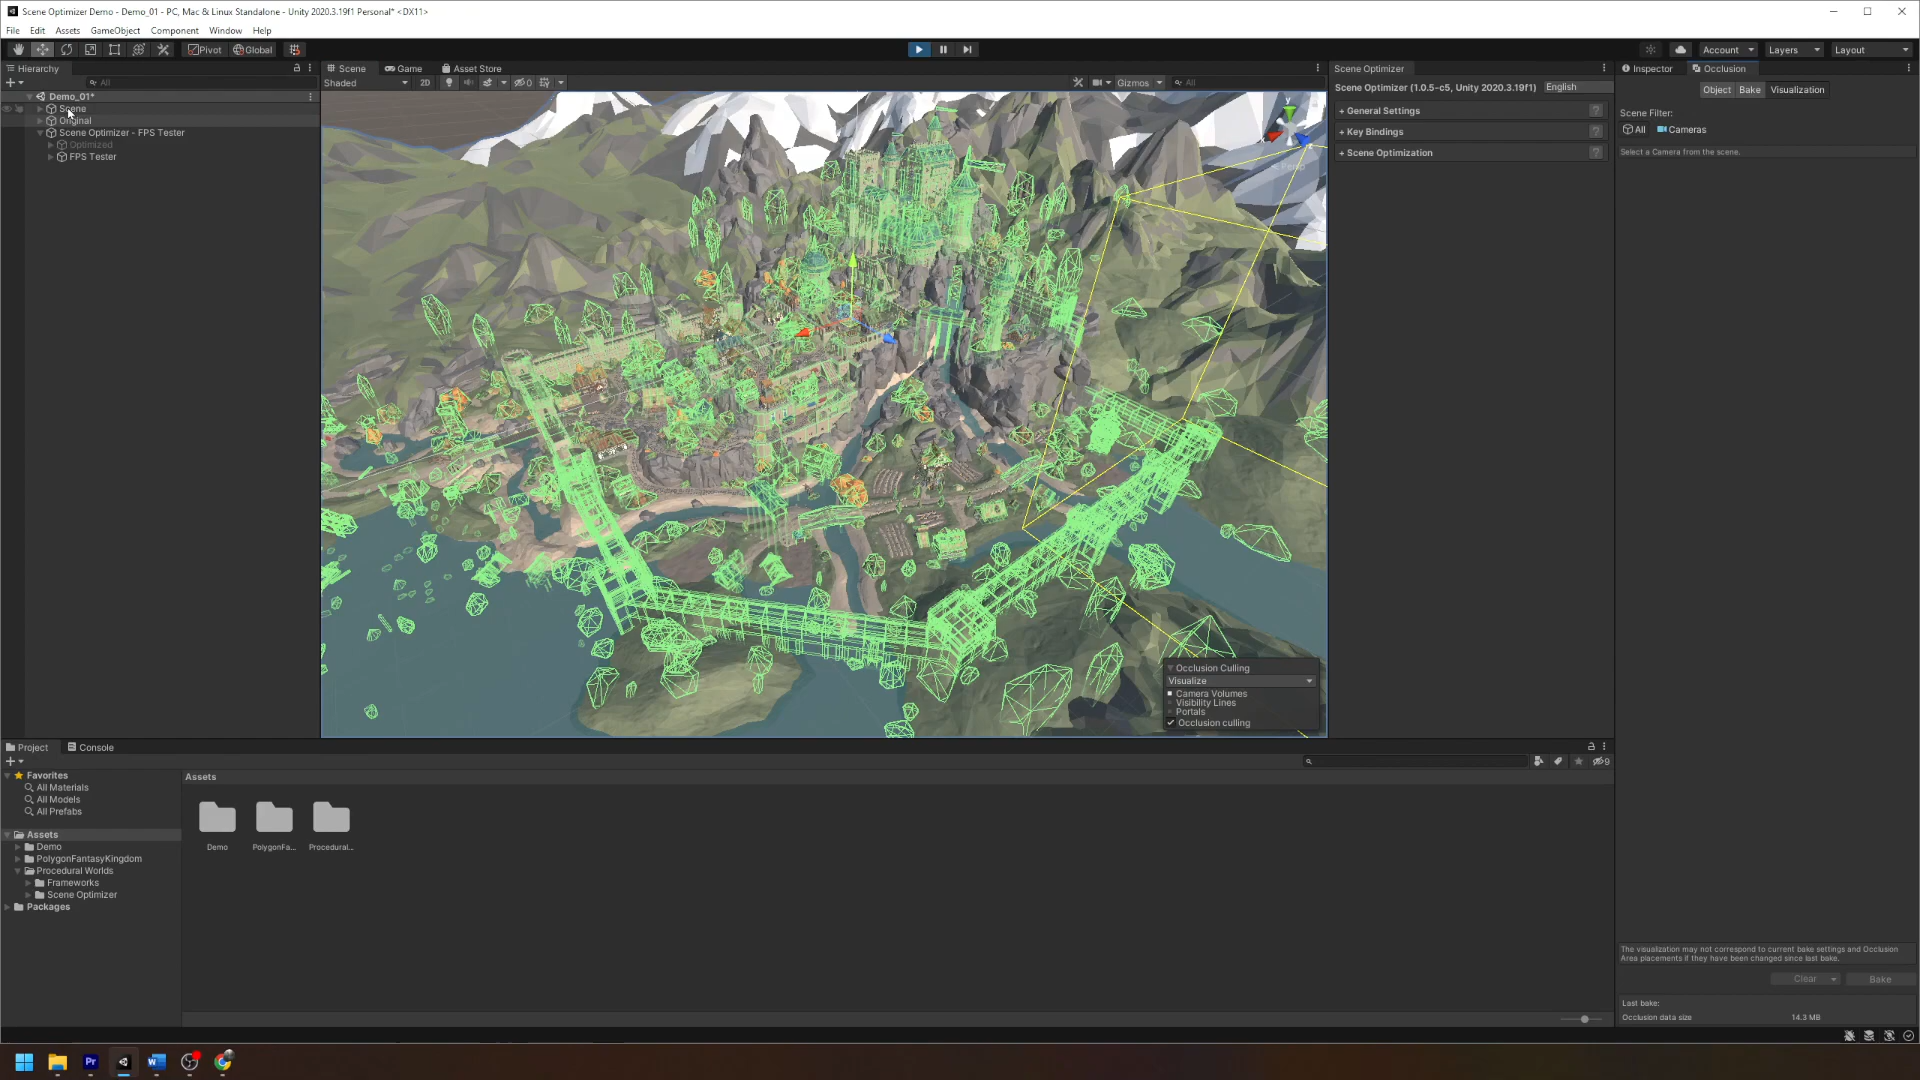 Scene Optimizer Demo - Demo_01 - PC, Mac & Linux Standalone - Unity 2020.3.19f1 Personal* <DX11>
File Edit Assets GameObject Component Window Help
Pivot Global Account Layers Layout
Hierarchy
All
Demo_01*
Scene
Original
Scene Optimizer - FPS Tester
Optimized
FPS Tester
Scene Game Asset Store
Shaded 2D 0 Gizmos All
y
Persp
Occlusion Culling
Visualize
Camera Volumes
Visibility Lines
Portals
Occlusion culling
Scene Optimizer
Scene Optimizer (1.0.5-c5, Unity 2020.3.19f1) English
+ General Settings ?
+ Key Bindings ?
+ Scene Optimization ?
Inspector Occlusion
Object Bake Visualization
Scene Filter:
All Cameras
Select a Camera from the scene.
The visualization may not correspond to current bake settings and Occlusion
Area placements if they have been changed since last bake.
Clear Bake
Last bake:
Occlusion data size 14.3 MB
Project Console
9
Favorites
All Materials
All Models
All Prefabs
Assets
Demo
PolygonFantasyKingdom
Procedural Worlds
Frameworks
Scene Optimizer
Packages
Assets
Demo PolygonFa... Procedural...
Pr W